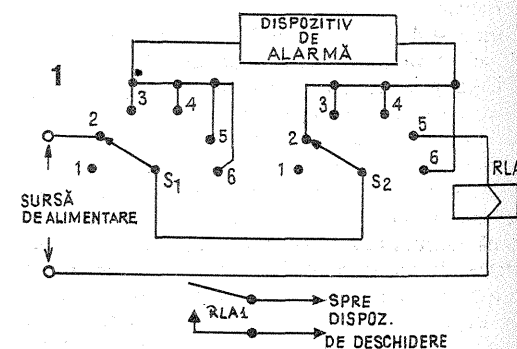 DISPOZITIV
DE
ALARMĂ
1
3
4
3
4
2
5
2
5
1
S1
6
1
S2
6
RLA
SURSĂ
DE ALIMENTARE
RLA1
SPRE
DISPOZ.
DE DESCHIDERE